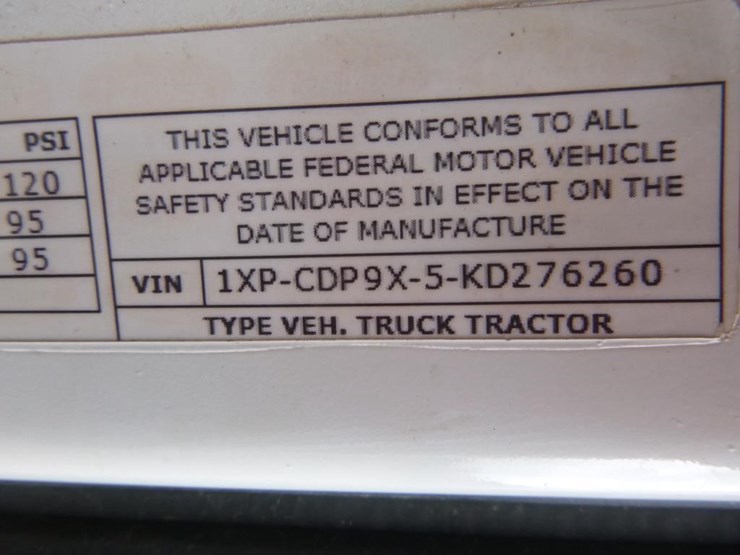 PSI
120
95
95
THIS VEHICLE CONFORMS TO ALL
APPLICABLE FEDERAL MOTOR VEHICLE
SAFETY STANDARDS IN EFFECT ON THE
DATE OF MANUFACTURE
VIN 1XP-CDP9X-5-KD276260
TYPE VEH. TRUCK TRACTOR